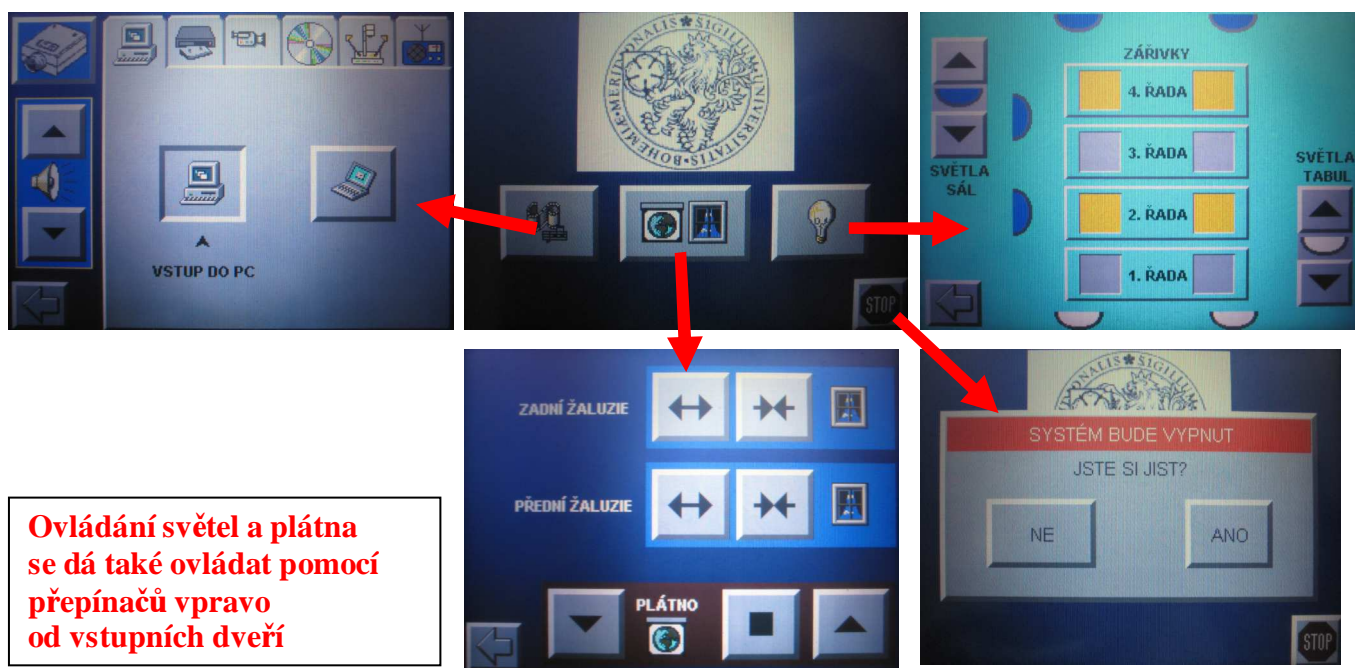 VSTUP DO PC
SIGILLUM
UNIVERSITATIS
STOP
ZÁŘIVKY
4. ŘADA
3. ŘADA
2. ŘADA
1. ŘADA
SVĚTLA
SÁL
SVĚTLA
TABUL
ZADNÍ ŽALUZIE
PŘEDNÍ ŽALUZIE
PLÁTNO
SYSTÉM BUDE VYPNUT
JSTE SI JIST?
NE
ANO
STOP
Ovládání světel a plátna
se dá také ovládat pomocí
přepínačů vpravo
od vstupních dveří